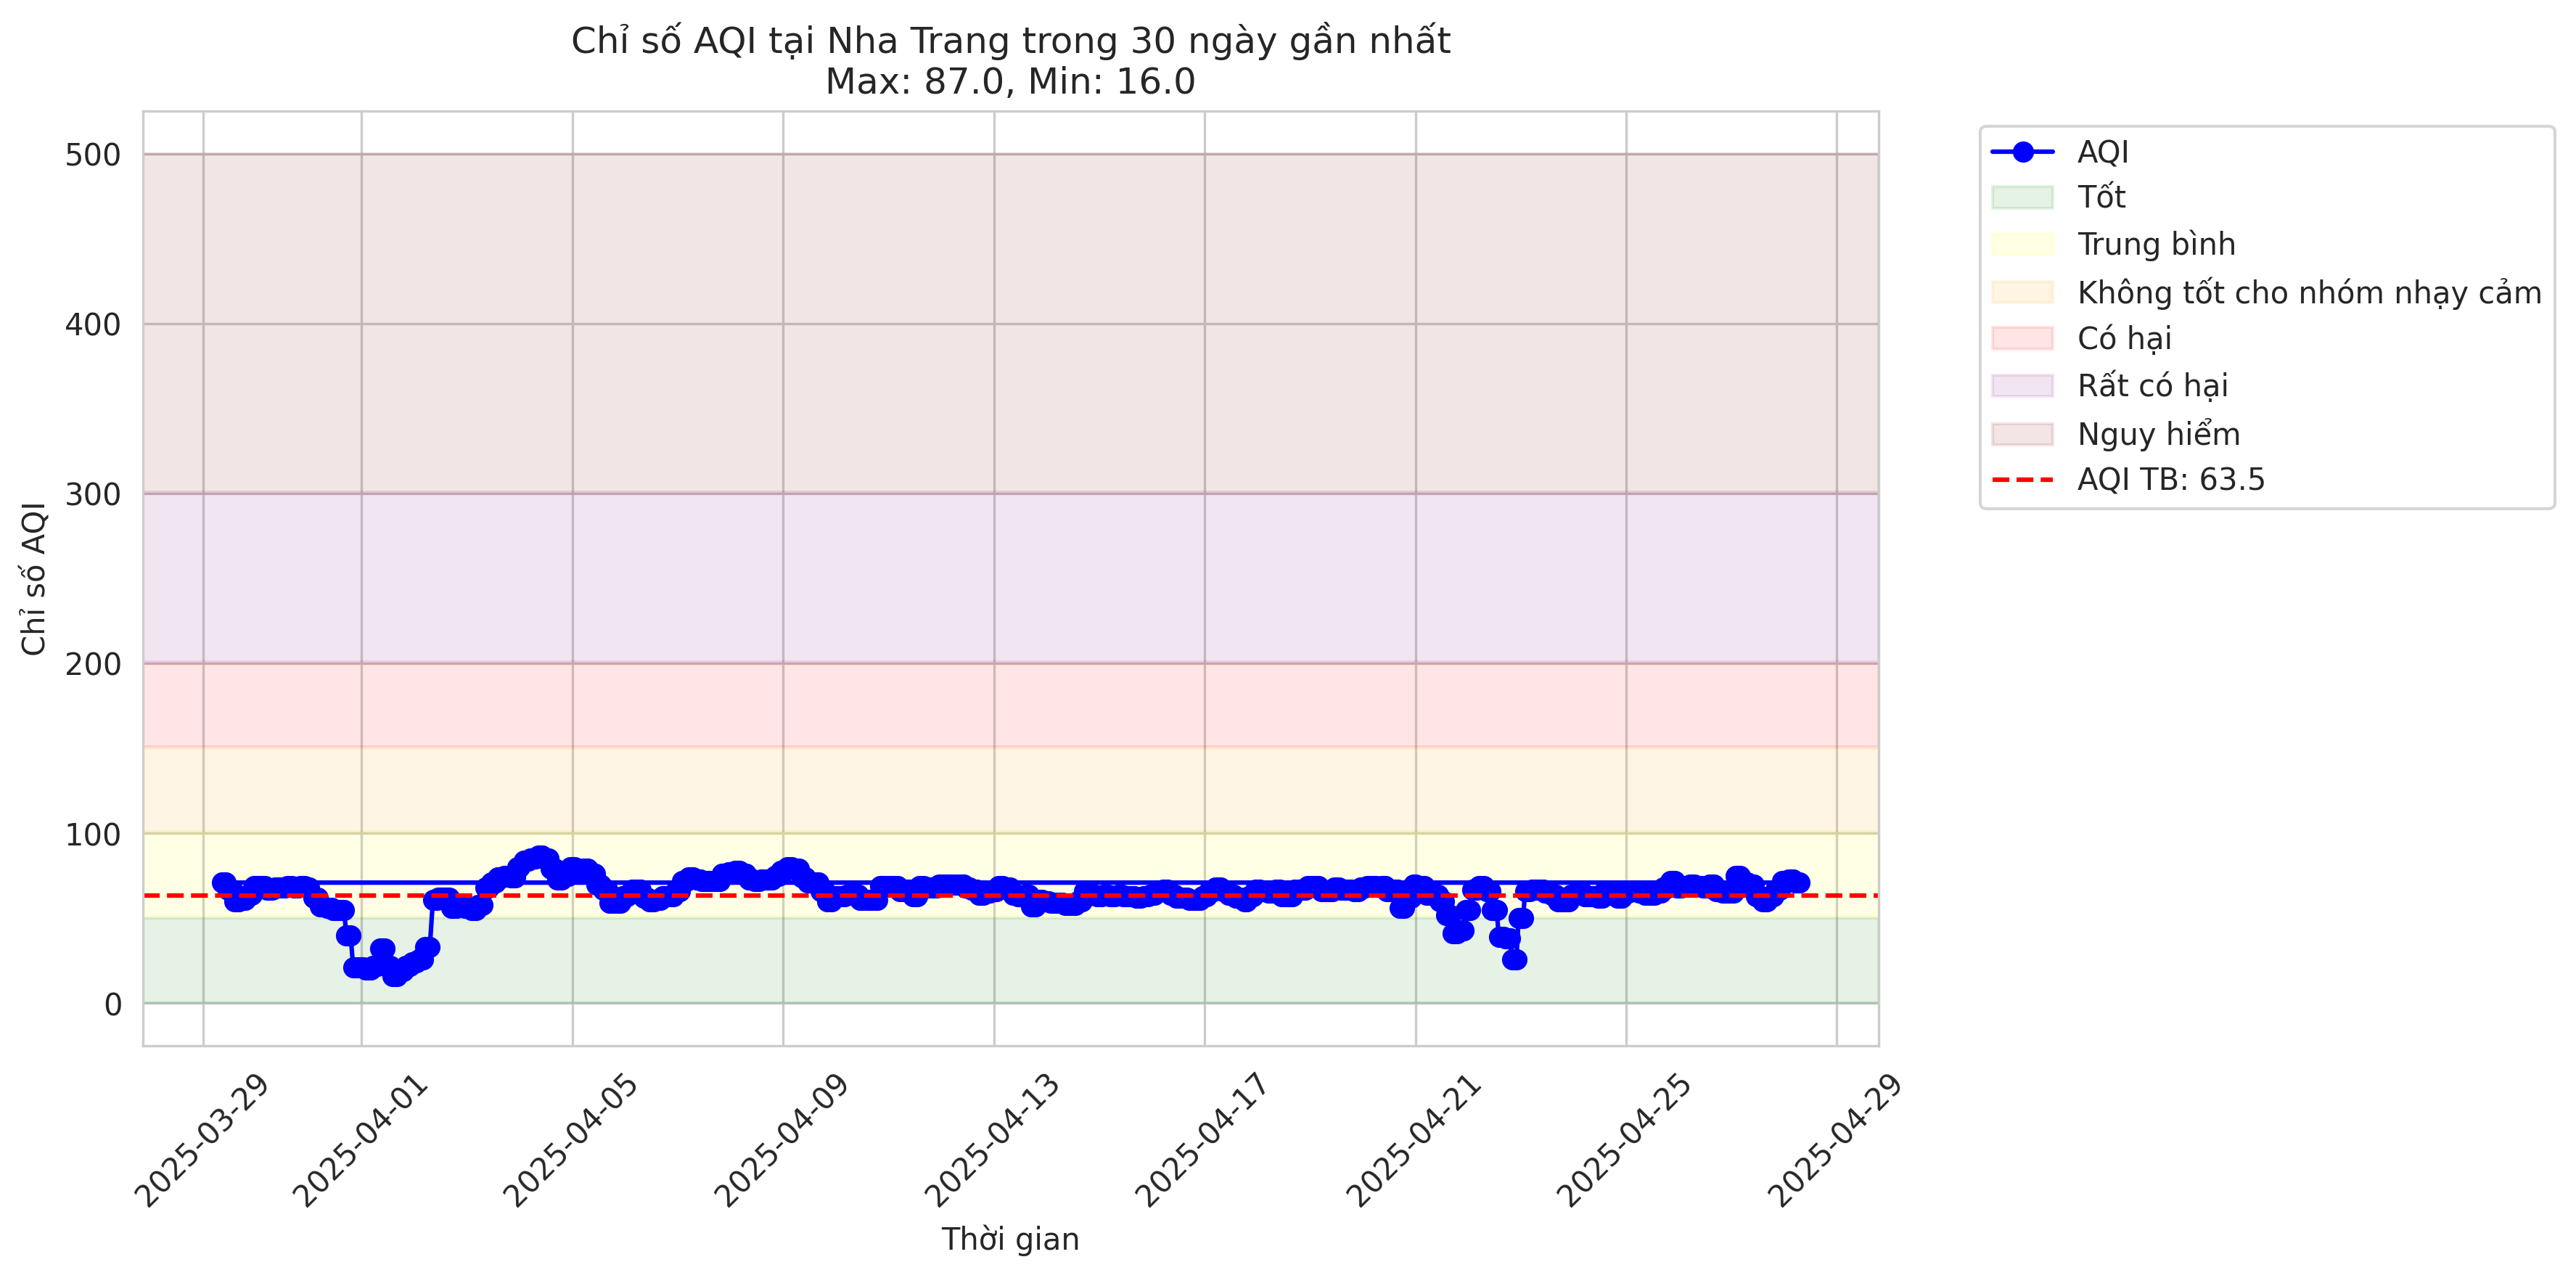 Chỉ số AQI tại Nha Trang trong 30 ngày gần nhất
Max: 87.0, Min: 16.0
Chỉ số AQI
500
400
300
200
100
0
2025-03-29
2025-04-01
2025-04-05
2025-04-09
2025-04-13
2025-04-17
2025-04-21
2025-04-25
2025-04-29
Thời gian
AQI
Tốt
Trung bình
Không tốt cho nhóm nhạy cảm
Có hại
Rất có hại
Nguy hiểm
AQI TB: 63.5